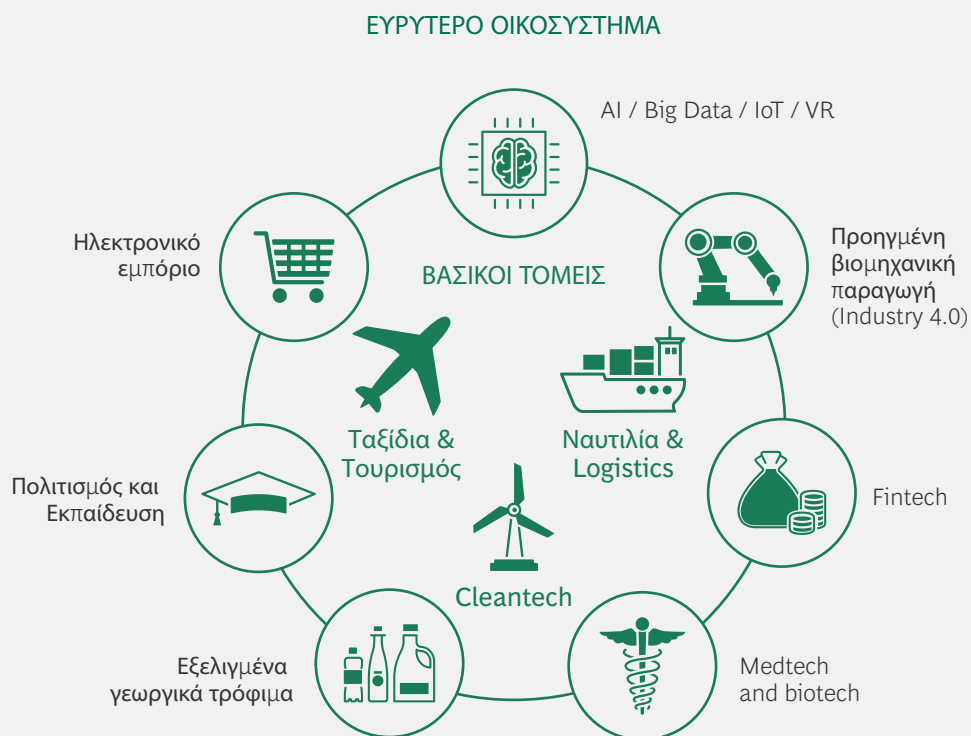 ΕΥΡΥΤΕΡΟ ΟΙΚΟΣΥΣΤΗΜΑ
AI / Big Data / IoT / VR
Ηλεκτρονικό
εμπόριο
Προηγμένη
βιομηχανική
παραγωγή
(Industry 4.0)
ΒΑΣΙΚΟΙ ΤΟΜΕΙΣ
Ταξίδια &
Τουρισμός
Ναυτιλία &
Logistics
Πολιτισμός και
Εκπαίδευση
Fintech
Cleantech
Εξελιγμένα
γεωργικά τρόφιμα
Medtech
and biotech